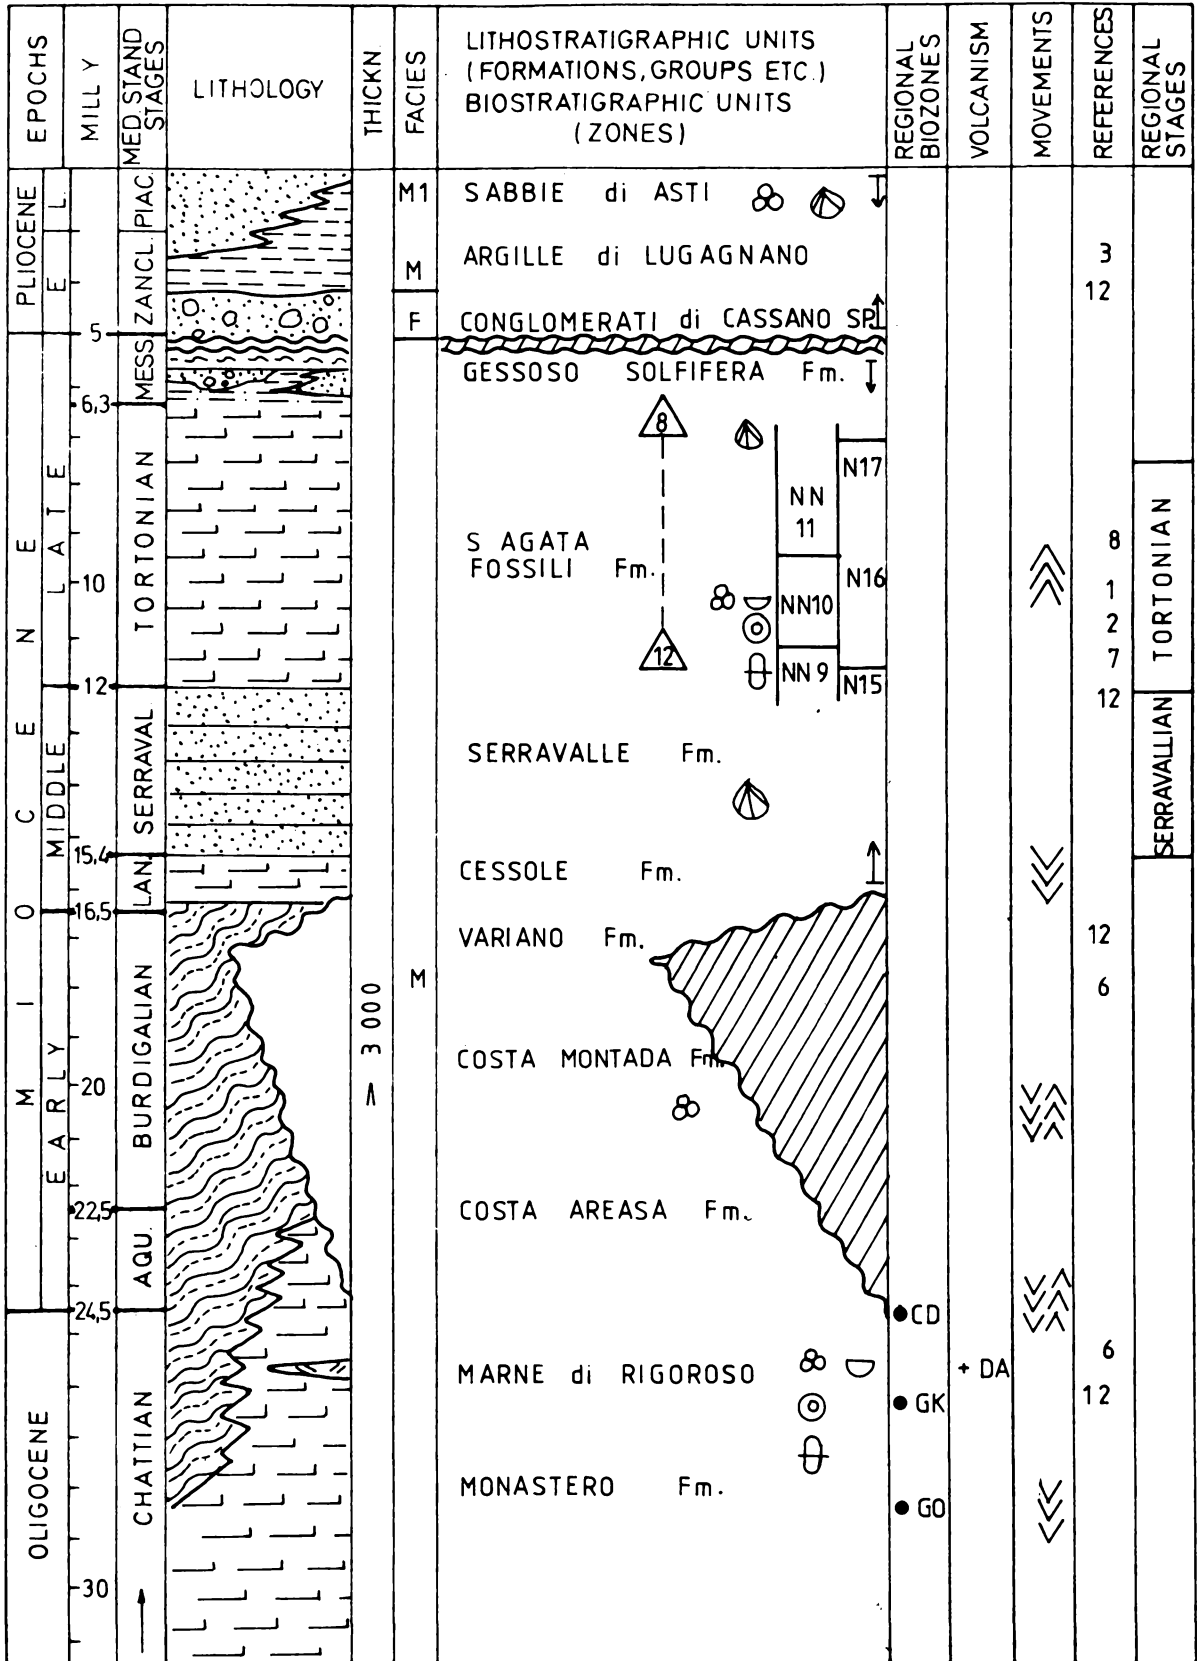 EPOCHS
MILL Y
MED.STAND
STAGES
LITHOLOGY
THICKN.
FACIES
LITHOSTRATIGRAPHIC UNITS
(FORMATIONS, GROUPS ETC.)
BIOSTRATIGRAPHIC UNITS
(ZONES)
REGIONAL
BIOZONES
VOLCANISM
MOVEMENTS
REFERENCES
REGIONAL
STAGES
PLIOCENE
E L
MIOCENE
LATE
MIDDLE
EARLY
OLIGOCENE
5
6,3
10
12
15,4
16,5
20
22,5
24,5
30
PIAC.
ZANCL.
MESS.
TORTONIAN
SERRAVAL
LAN.
BURDIGALIAN
AQU.
CHATTIAN
> 3000
M1
M
F
M
SABBIE di ASTI
ARGILLE di LUGAGNANO
CONGLOMERATI di CASSANO SP.
GESSOSO SOLFIFERA Fm.
8
S AGATA
FOSSILI Fm.
12
NN
11
NN10
NN 9
N17
N16
N15
SERRAVALLE Fm.
CESSOLE Fm.
VARIANO Fm.
COSTA MONTADA Fm.
COSTA AREASA Fm.
MARNE di RIGOROSO
MONASTERO Fm.
CD
GK
GO
+ DA
3
12
8
1
2
7
12
12
6
6
12
TORTONIAN
SERRAVALLIAN